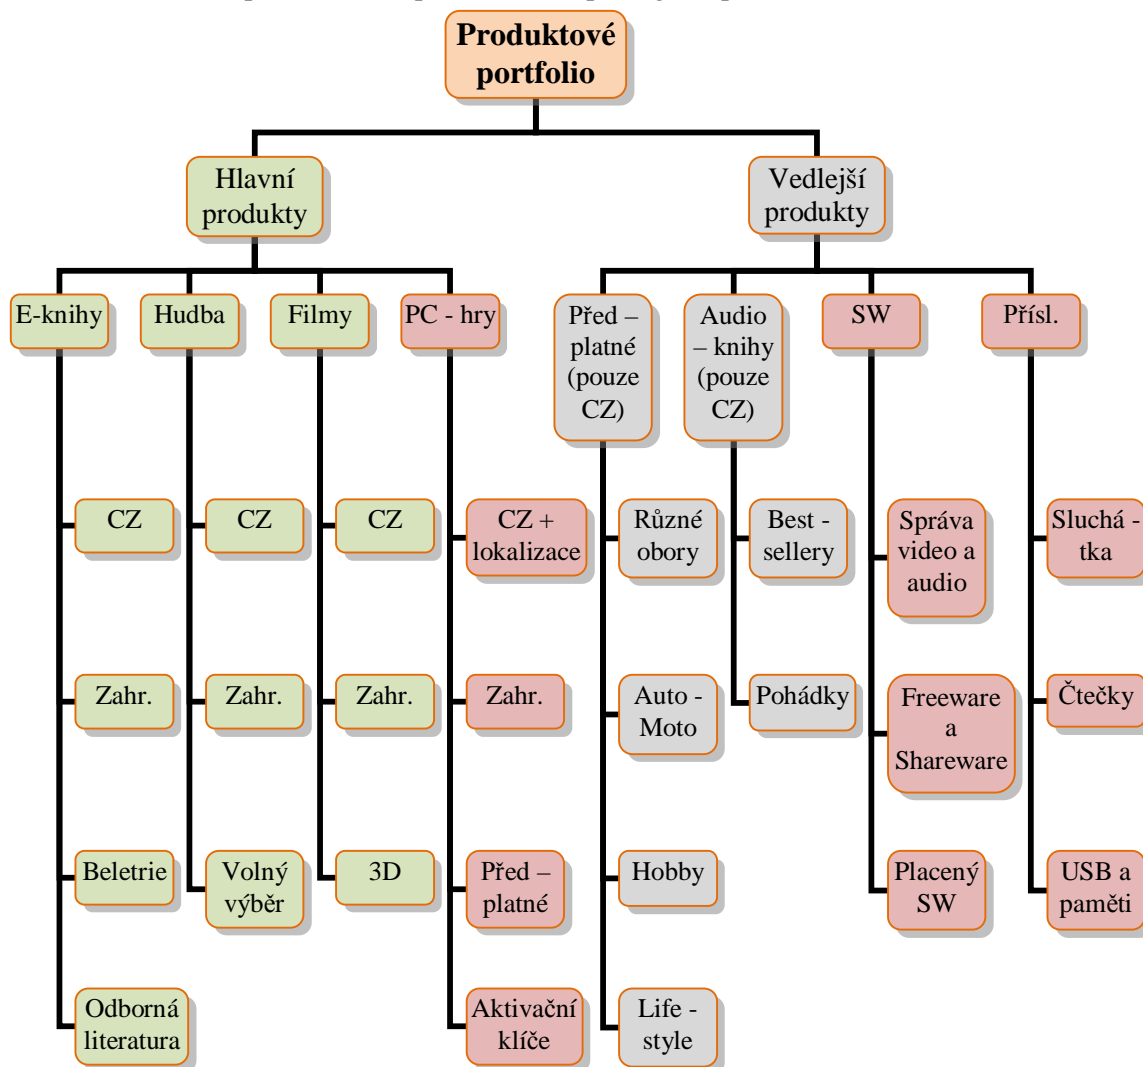 Produktové
portfolio
Hlavní
produkty
Vedlejší
produkty
E-knihy
Hudba
Filmy
PC - hry
Před –
platné
(pouze
CZ)
Audio
– knihy
(pouze
CZ)
SW
Přísl.
CZ
CZ
CZ
CZ +
lokalizace
Různé
obory
Best -
sellery
Správa
video a
audio
Sluchá -
tka
Zahr.
Zahr.
Zahr.
Zahr.
Auto -
Moto
Pohádky
Freeware
a
Shareware
Čtečky
Beletrie
Volný
výběr
3D
Před –
platné
Hobby
Placený
SW
USB a
paměti
Odborná
literatura
Aktivační
klíče
Life -
style